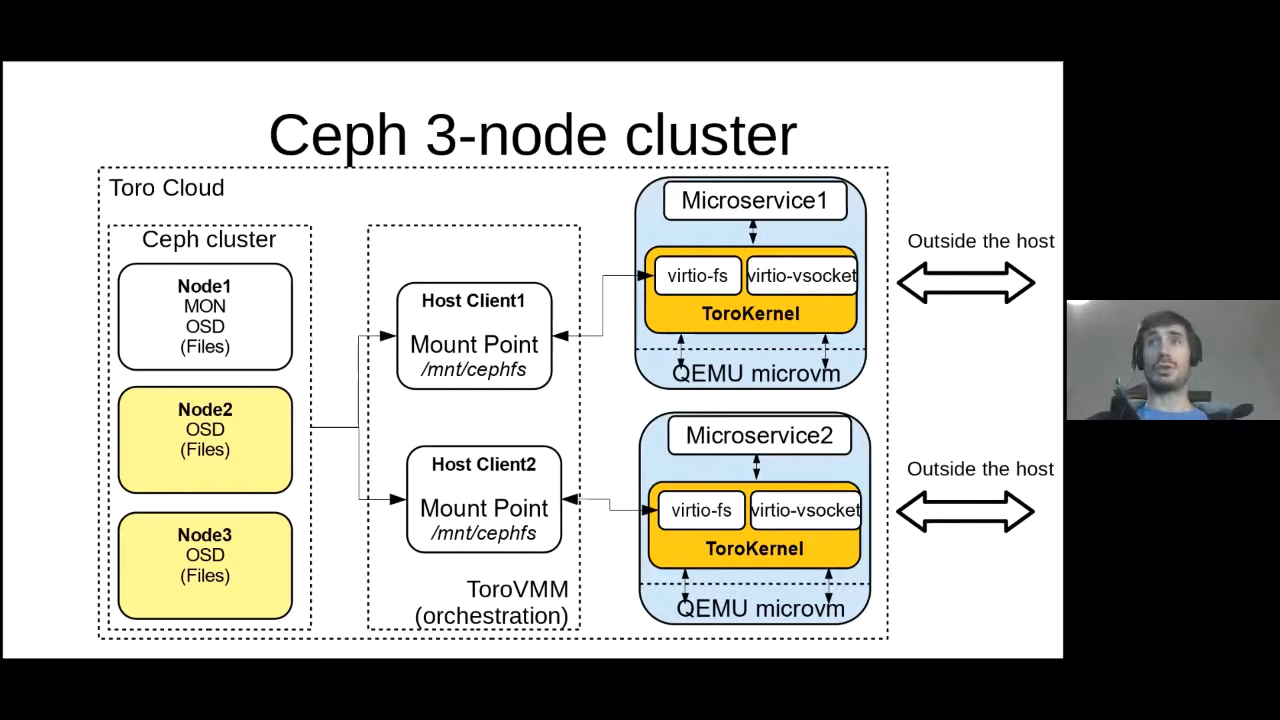 Ceph 3-node cluster
Toro Cloud
Ceph cluster
Node1
MON
OSD
(Files)
Node2
OSD
(Files)
Node3
OSD
(Files)
Host Client1
Mount Point
/mnt/cephfs
Host Client2
Mount Point
/mnt/cephfs
ToroVMM
(orchestration)
Microservice1
virtio-fs
virtio-vsocket
ToroKernel
QEMU microvm
Microservice2
virtio-fs
virtio-vsocket
ToroKernel
QEMU microvm
Outside the host
Outside the host